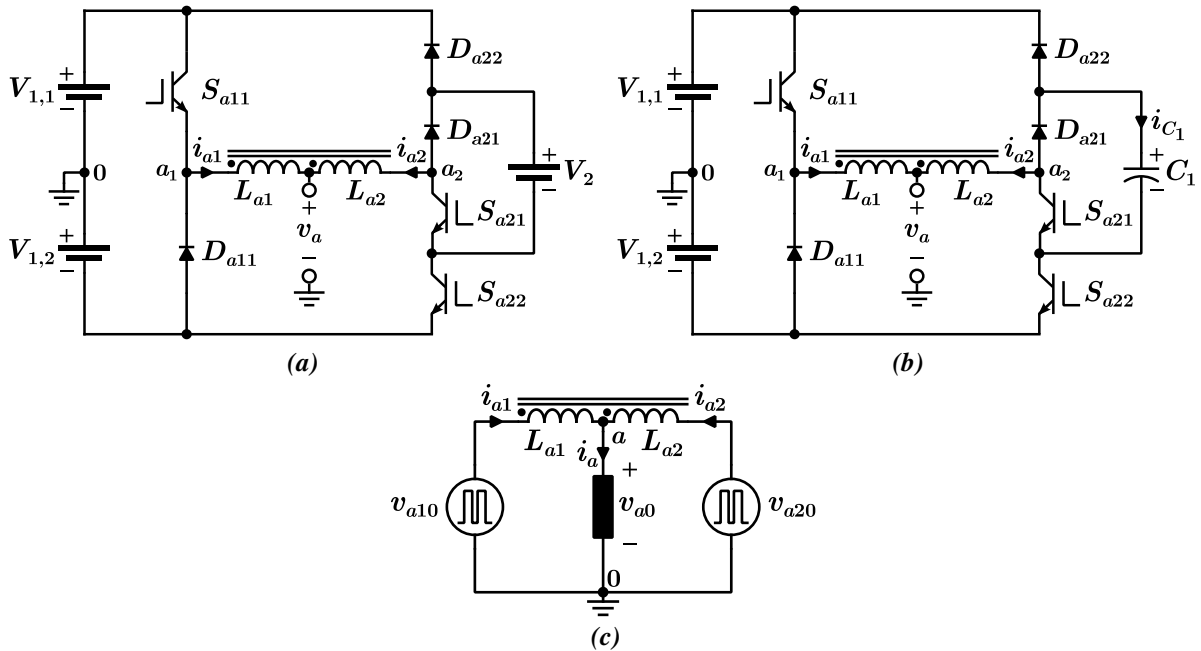 V1,1
+
−
Sa11
Da22
Da21
ia1
ia2
a1
a2
La1
La2
+
va
−
0
V1,2
+
−
Da11
+
V2
−
Sa21
Sa22
(a)
V1,1
+
−
Sa11
Da22
Da21
iC1
ia1
ia2
a1
a2
La1
La2
+
va
−
0
V1,2
+
−
Da11
+
C1
−
Sa21
Sa22
(b)
ia1
ia2
La1
a
La2
ia
+
va10
va0
va20
−
0
(c)